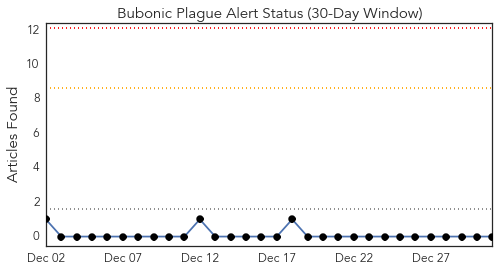 Bubonic Plague Alert Status (30-Day Window)
Articles Found
12
10
8
6
4
2
0
Dec 02 Dec 07 Dec 12 Dec 17 Dec 22 Dec 27